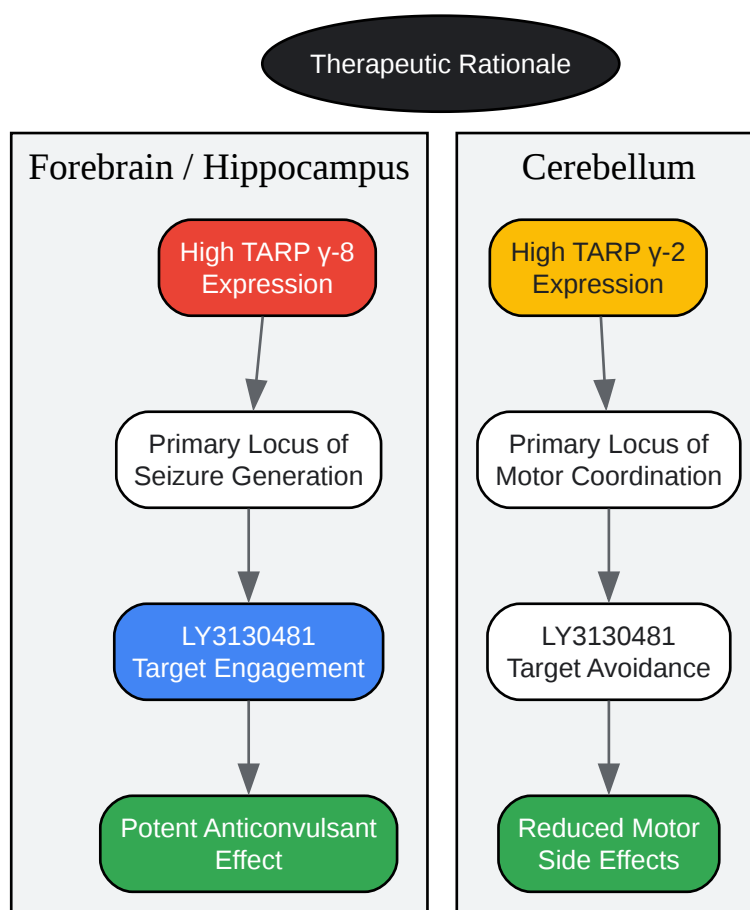 Therapeutic Rationale
Forebrain / Hippocampus
High TARP γ-8
Expression
Primary Locus of
Seizure Generation
LY3130481
Target Engagement
Potent Anticonvulsant
Effect
Cerebellum
High TARP γ-2
Expression
Primary Locus of
Motor Coordination
LY3130481
Target Avoidance
Reduced Motor
Side Effects